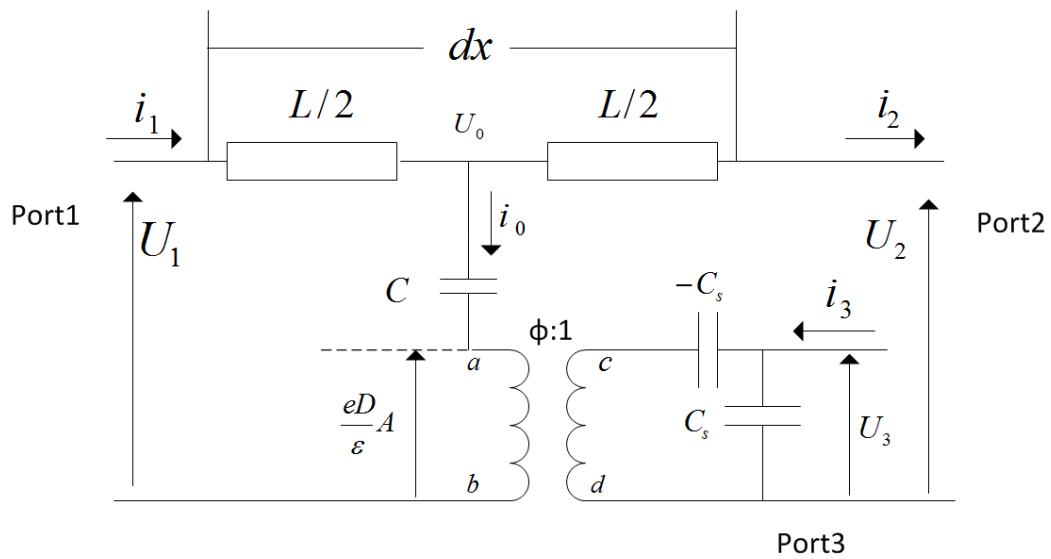 dx
i₁
L/2
U₀
L/2
i₂
Port1
U₁
i₀
U₂
Port2
C
−Cₛ
i₃
ϕ:1
a
c
eD/ε A
Cₛ
U₃
b
d
Port3